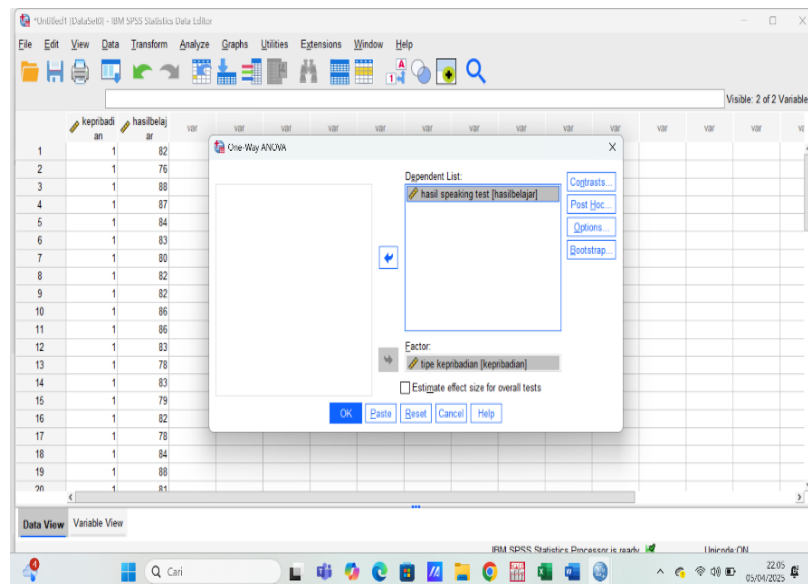 *Untitled1 [DataSet0] - IBM SPSS Statistics Data Editor
File Edit View Data Transform Analyze Graphs Utilities Extensions Window Help
Visible: 2 of 2 Variable
kepribadi an hasilbelaj ar var var var var var var var var var var var var var
1 1 82
2 1 76
3 1 88
4 1 87
5 1 84
6 1 83
7 1 80
8 1 82
9 1 82
10 1 86
11 1 86
12 1 83
13 1 78
14 1 83
15 1 79
16 1 82
17 1 78
18 1 84
19 1 88
20 1 81
One-Way ANOVA
Dependent List:
hasil speaking test [hasilbelajar]
Contrasts...
Post Hoc...
Options...
Bootstrap...
Factor:
tipe kepribadian [kepribadian]
Estimate effect size for overall tests
OK Paste Reset Cancel Help
Data View Variable View
IBM SPSS Statistics Processor is ready Unicode:ON
Cari
22.05
05/04/2025